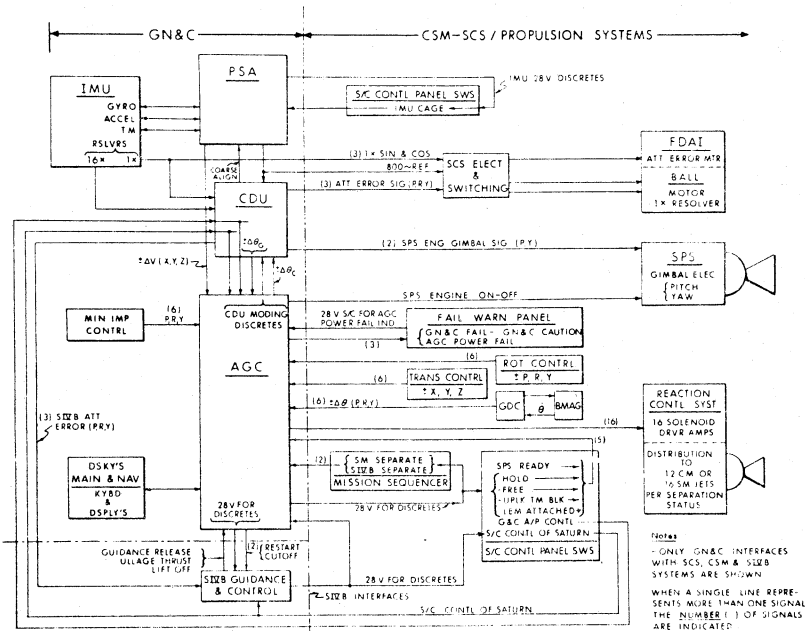 GN&C
CSM-SCS / PROPULSION SYSTEMS
IMU
GYRO
ACCEL
TM
RSLVRS
16× 1×
PSA
IMU 28V DISCRETES
S/C CONTL PANEL SWS
IMU CAGE
COARSE
ALIGN
(3) 1× SIN & COS
800~REF
(3) ATT ERROR SIG (P,R,Y)
SCS ELECT
&
SWITCHING
FDAI
ATT ERROR MTR
BALL
MOTOR
1× RESOLVER
CDU
±ΔθG
±ΔV (X,Y,Z)
±ΔθC
(2) SPS ENG GIMBAL SIG (P,Y)
SPS ENGINE ON-OFF
SPS
GIMBAL ELEC
{PITCH
YAW
MIN IMP
CONTRL
(6)
P,R,Y
CDU MODING
DISCRETES
AGC
28 V S/C FOR AGC
POWER FAIL IND
(3)
FAIL WARN PANEL
{GN&C FAIL- GN&C CAUTION
AGC POWER FAIL
(6)
ROT CONTRL
± P, R, Y
(6)
TRANS CONTRL
± X, Y, Z
(6) ±Δθ (P,R,Y)
GDC
θ̇
BMAG
(16)
(5)
REACTION
CONTL SYST
16 SOLENOID
DRVR AMPS
DISTRIBUTION
TO
12 CM OR
16 SM JETS
PER SEPARATION
STATUS
(3) SIVB ATT
ERROR (P,R,Y)
DSKY'S
MAIN & NAV
KYBD
&
DSPLY'S
(2)
{SM SEPARATE
SIVB SEPARATE}
MISSION SEQUENCER
28 V FOR DISCRETES
SPS READY
HOLD
FREE
UPLK TM BLK
LEM ATTACHED
G&C A/P CONTL
S/C CONTL OF SATURN
S/C CONTL PANEL SWS
28V FOR
DISCRETES
GUIDANCE RELEASE
ULLAGE THRUST
LIFT OFF
(2) {RESTART
CUTOFF
SIVB GUIDANCE
& CONTROL
28 V FOR DISCRETES
SIVB INTERFACES
S/C CONTL OF SATURN
Notes
- ONLY GN&C INTERFACES
WITH SCS, CSM & SIVB
SYSTEMS ARE SHOWN
WHEN A SINGLE LINE REPRE-
SENTS MORE THAN ONE SIGNAL
THE NUMBER ( ) OF SIGNALS
ARE INDICATED